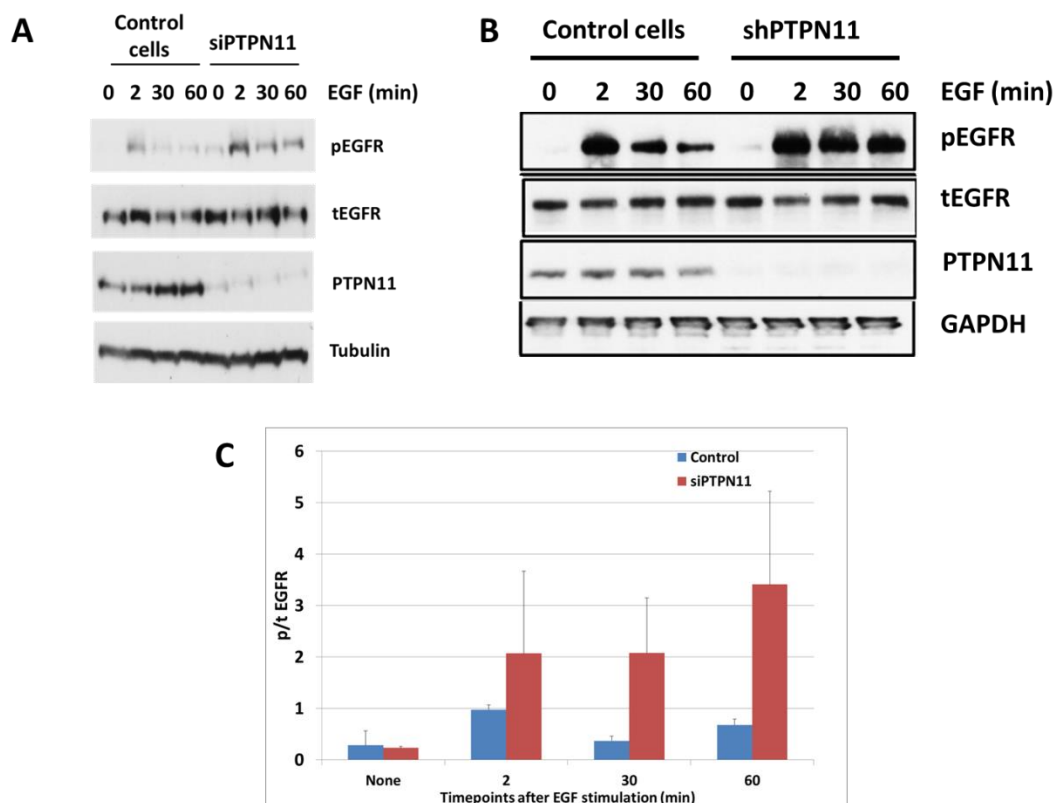 A
Control
cells
siPTPN11
0 2 30 60 0 2 30 60 EGF (min)
pEGFR
tEGFR
PTPN11
Tubulin
B
Control cells shPTPN11
0 2 30 60 0 2 30 60 EGF (min)
pEGFR
tEGFR
PTPN11
GAPDH
C
6
5
4
3
2
1
0
p/t EGFR
Control
siPTPN11
None 2 30 60
Timepoints after EGF stimulation (min)